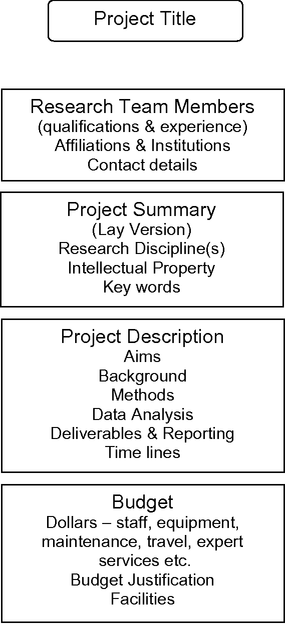 Project Title
Research Team Members
(qualifications & experience)
Affiliations & Institutions
Contact details
Project Summary
(Lay Version)
Research Discipline(s)
Intellectual Property
Key words
Project Description
Aims
Background
Methods
Data Analysis
Deliverables & Reporting
Time lines
Budget
Dollars – staff, equipment,
maintenance, travel, expert
services etc.
Budget Justification
Facilities